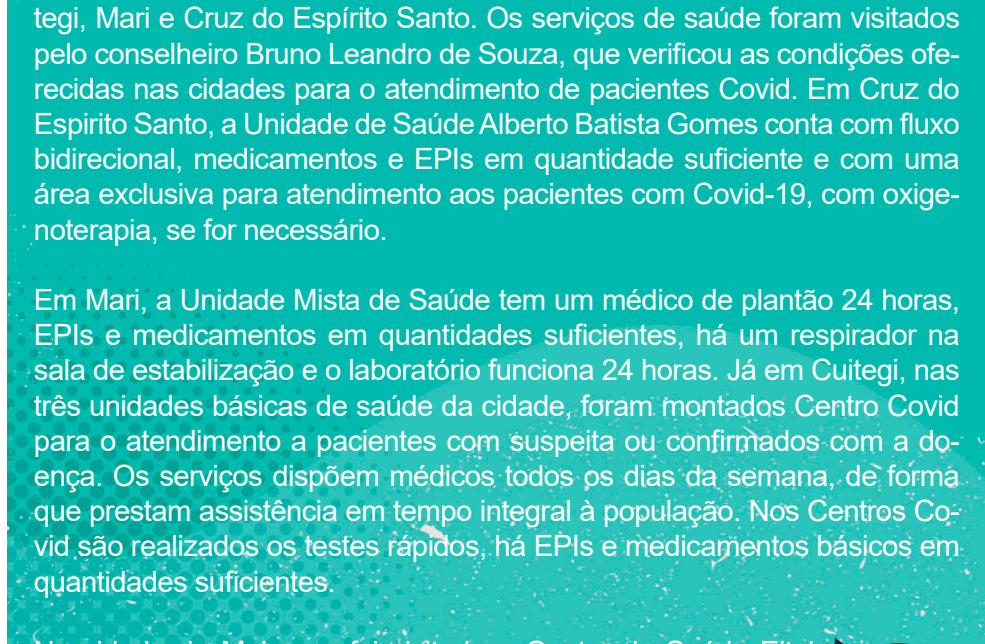 tegi, Mari e Cruz do Espírito Santo. Os serviços de saúde foram visitados
pelo conselheiro Bruno Leandro de Souza, que verificou as condições ofe-
recidas nas cidades para o atendimento de pacientes Covid. Em Cruz do
Espirito Santo, a Unidade de Saúde Alberto Batista Gomes conta com fluxo
bidirecional, medicamentos e EPIs em quantidade suficiente e com uma
área exclusiva para atendimento aos pacientes com Covid-19, com oxige-
noterapia, se for necessário.
Em Mari, a Unidade Mista de Saúde tem um médico de plantão 24 horas,
EPIs e medicamentos em quantidades suficientes, há um respirador na
sala de estabilização e o laboratório funciona 24 horas. Já em Cuitegi, nas
três unidades básicas de saúde da cidade, foram montados Centro Covid
para o atendimento a pacientes com suspeita ou confirmados com a do-
ença. Os serviços dispõem médicos todos os dias da semana, de forma
que prestam assistência em tempo integral à população. Nos Centros Co-
vid são realizados os testes rápidos, há EPIs e medicamentos básicos em
quantidades suficientes.